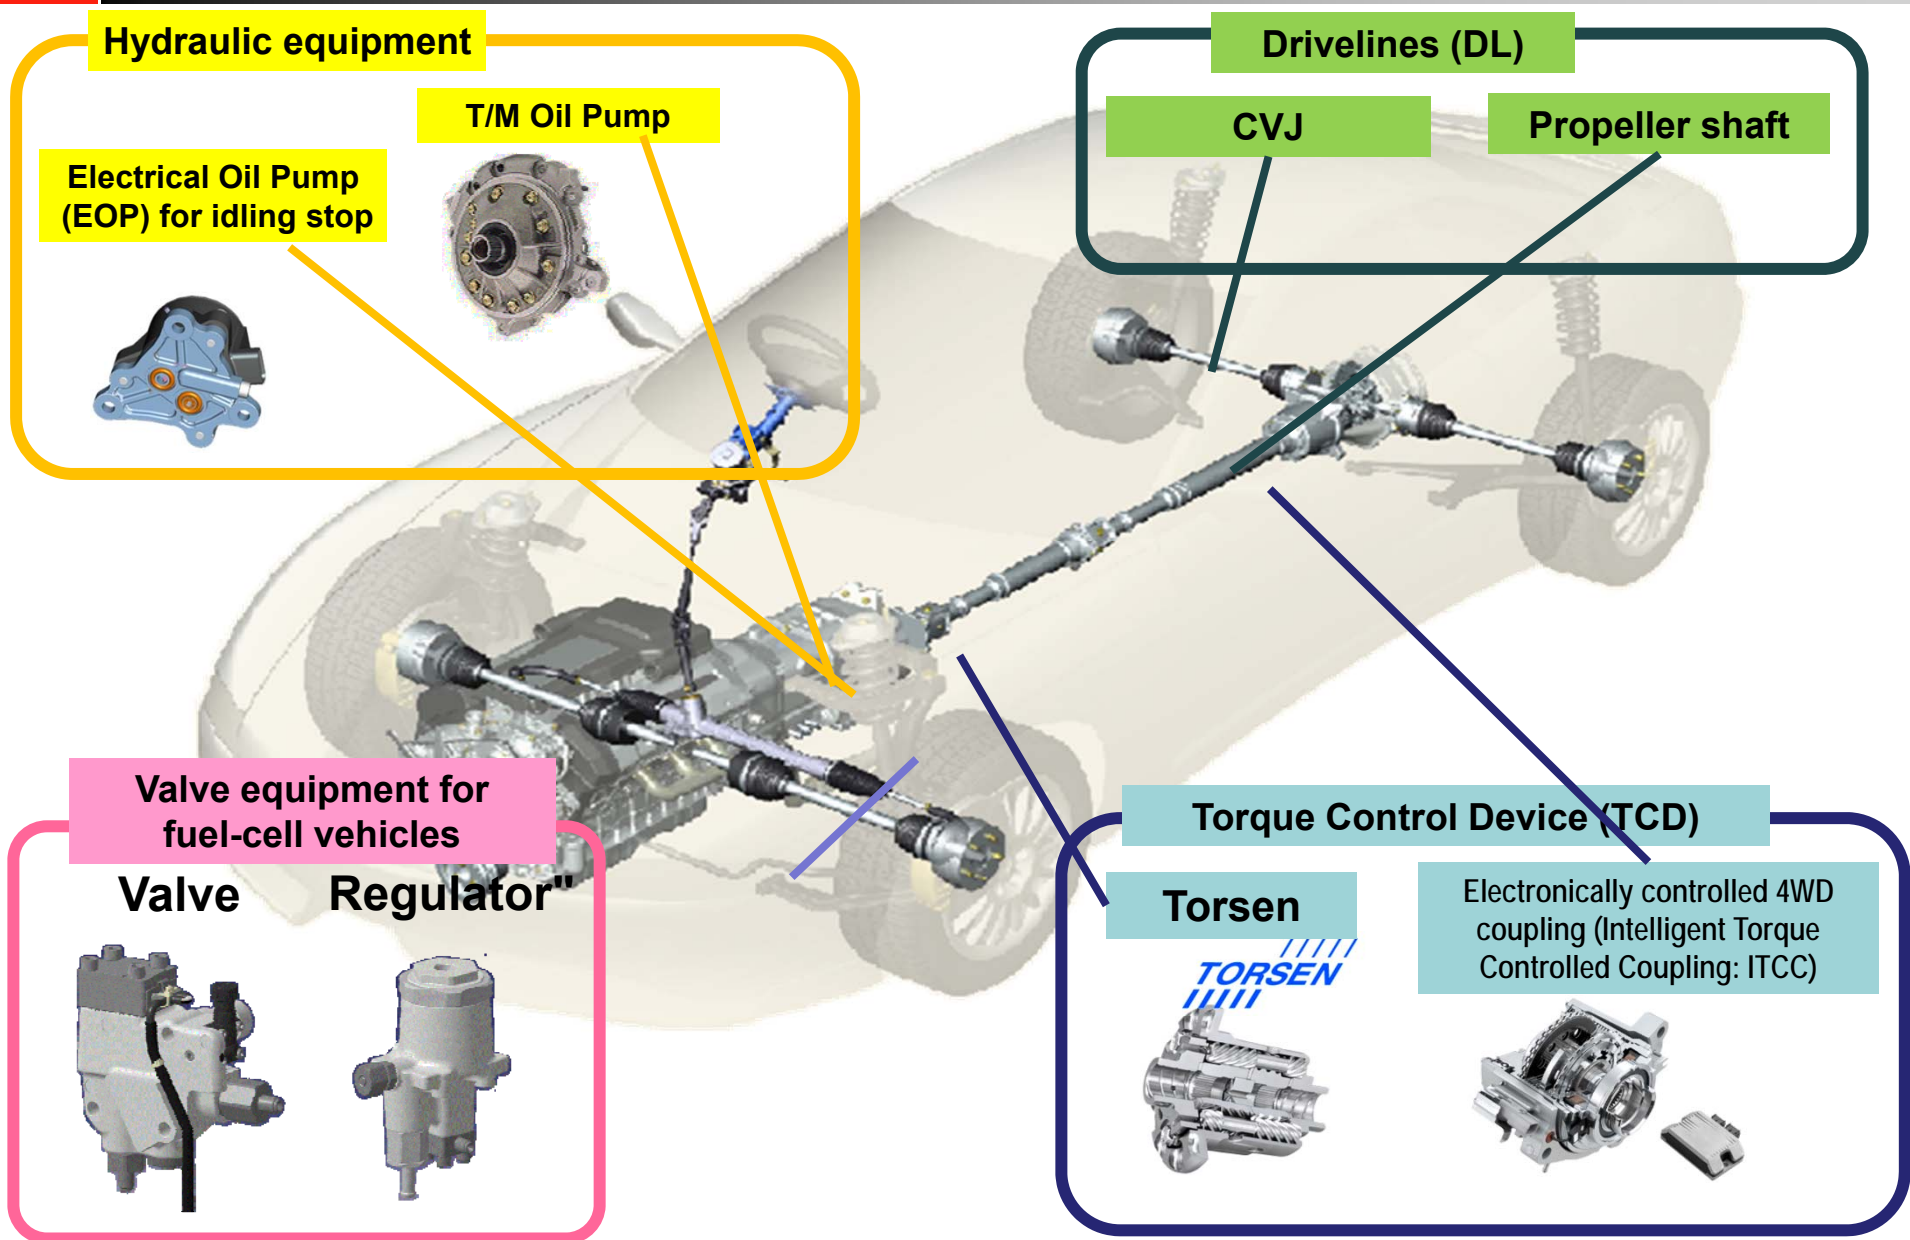 Hydraulic equipment
T/M Oil Pump
Electrical Oil Pump
(EOP) for idling stop
Drivelines (DL)
CVJ
Propeller shaft
Valve equipment for
fuel-cell vehicles
Valve
Regulator"
Torque Control Device (TCD)
Torsen
TORSEN
Electronically controlled 4WD
coupling (Intelligent Torque
Controlled Coupling: ITCC)